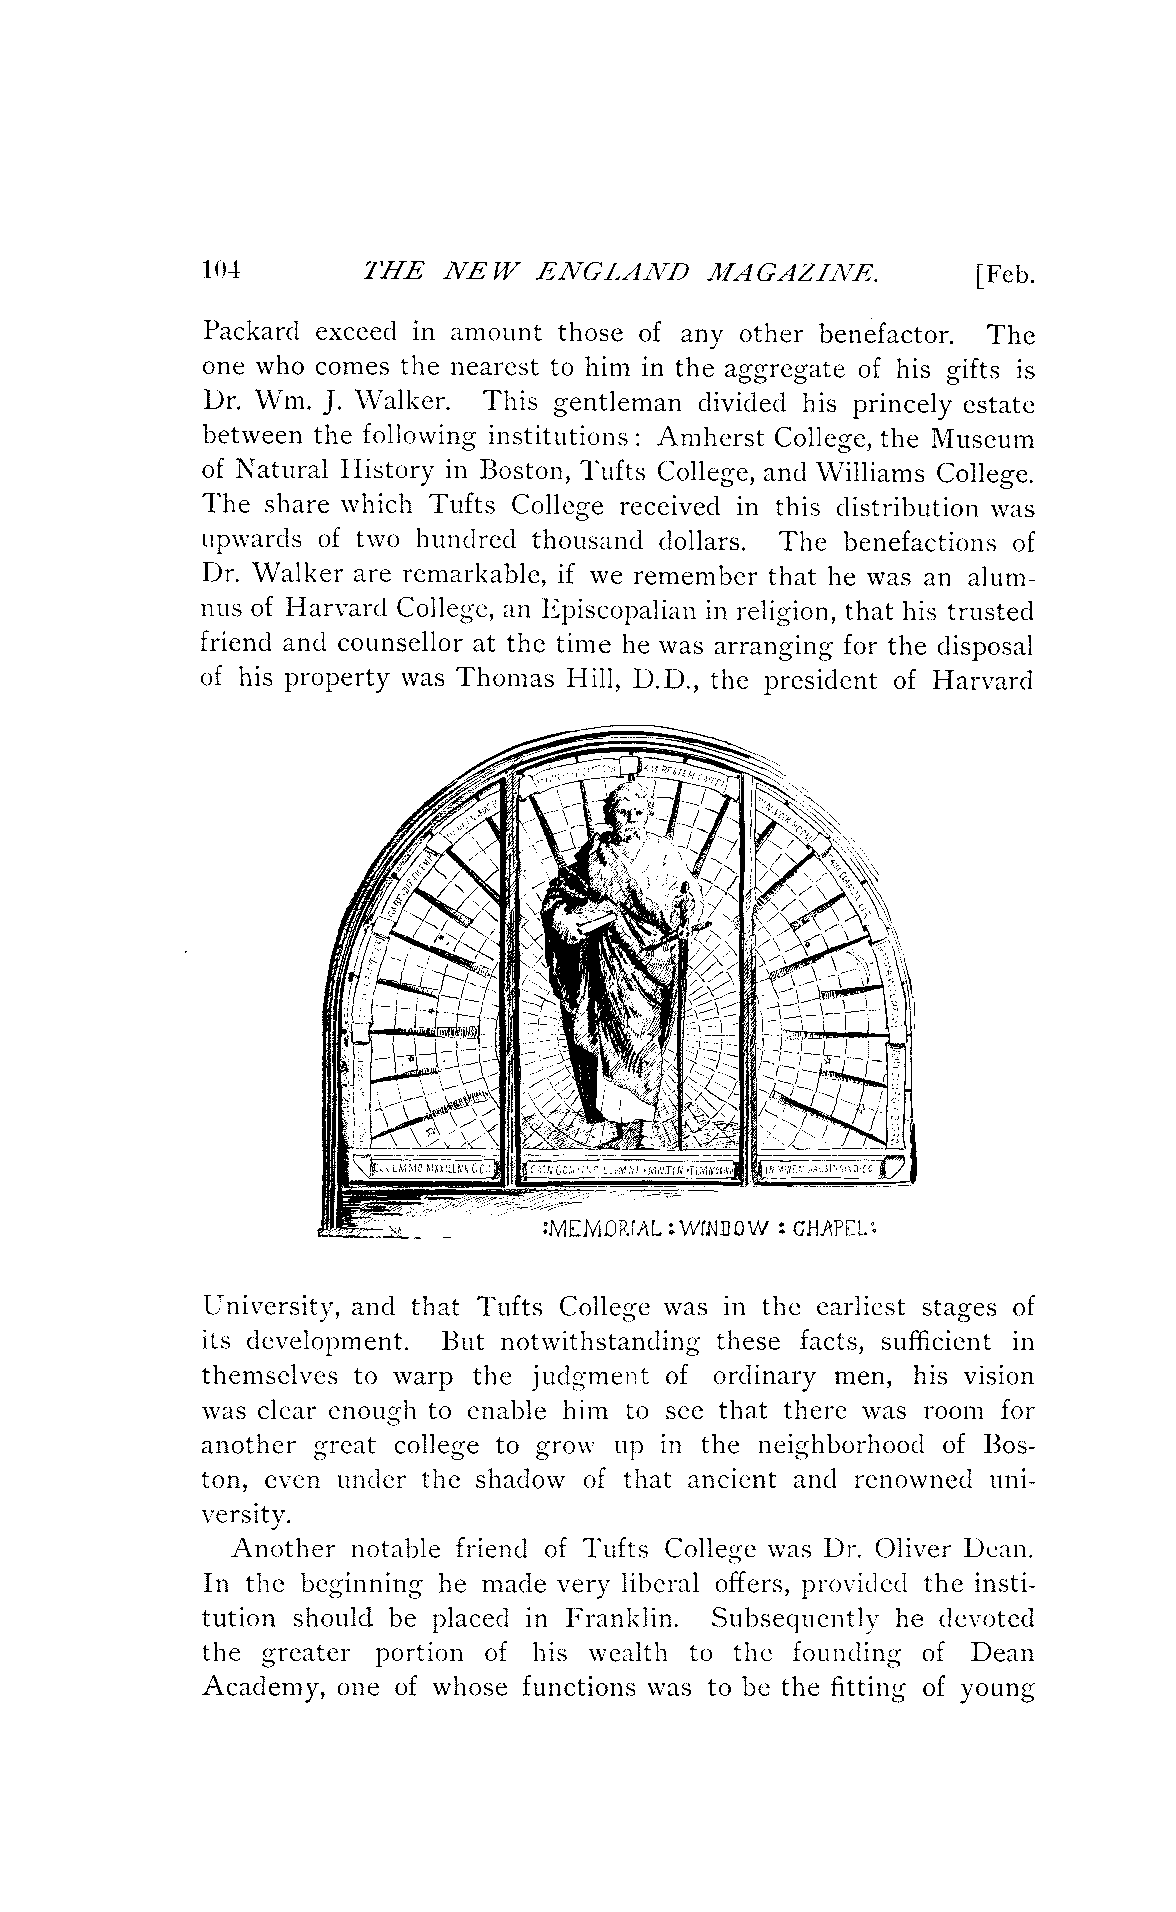 104 THE NEW ENGLAND MAGAZINE. [Feb.
Packard exceed in amount those of any other benefactor. The
one who comes the nearest to him in the aggregate of his gifts is
Dr. Wm. J. Walker. This gentleman divided his princely estate
between the following institutions: Amherst College, the Museum
of Natural History in Boston, Tufts College, and Williams College.
The share which Tufts College received in this distribution was
upwards of two hundred thousand dollars. The benefactions of
Dr. Walker are remarkable, if we remember that he was an alum-
nus of Harvard College, an Episcopalian in religion, that his trusted
friend and counsellor at the time he was arranging for the disposal
of his property was Thomas Hill, D.D., the president of Harvard
:MEMORIAL : WINDOW : CHAPEL:
University, and that Tufts College was in the earliest stages of
its development. But notwithstanding these facts, sufficient in
themselves to warp the judgment of ordinary men, his vision
was clear enough to enable him to see that there was room for
another great college to grow up in the neighborhood of Bos-
ton, even under the shadow of that ancient and renowned uni-
versity.
Another notable friend of Tufts College was Dr. Oliver Dean.
In the beginning he made very liberal offers, provided the insti-
tution should be placed in Franklin. Subsequently he devoted
the greater portion of his wealth to the founding of Dean
Academy, one of whose functions was to be the fitting of young